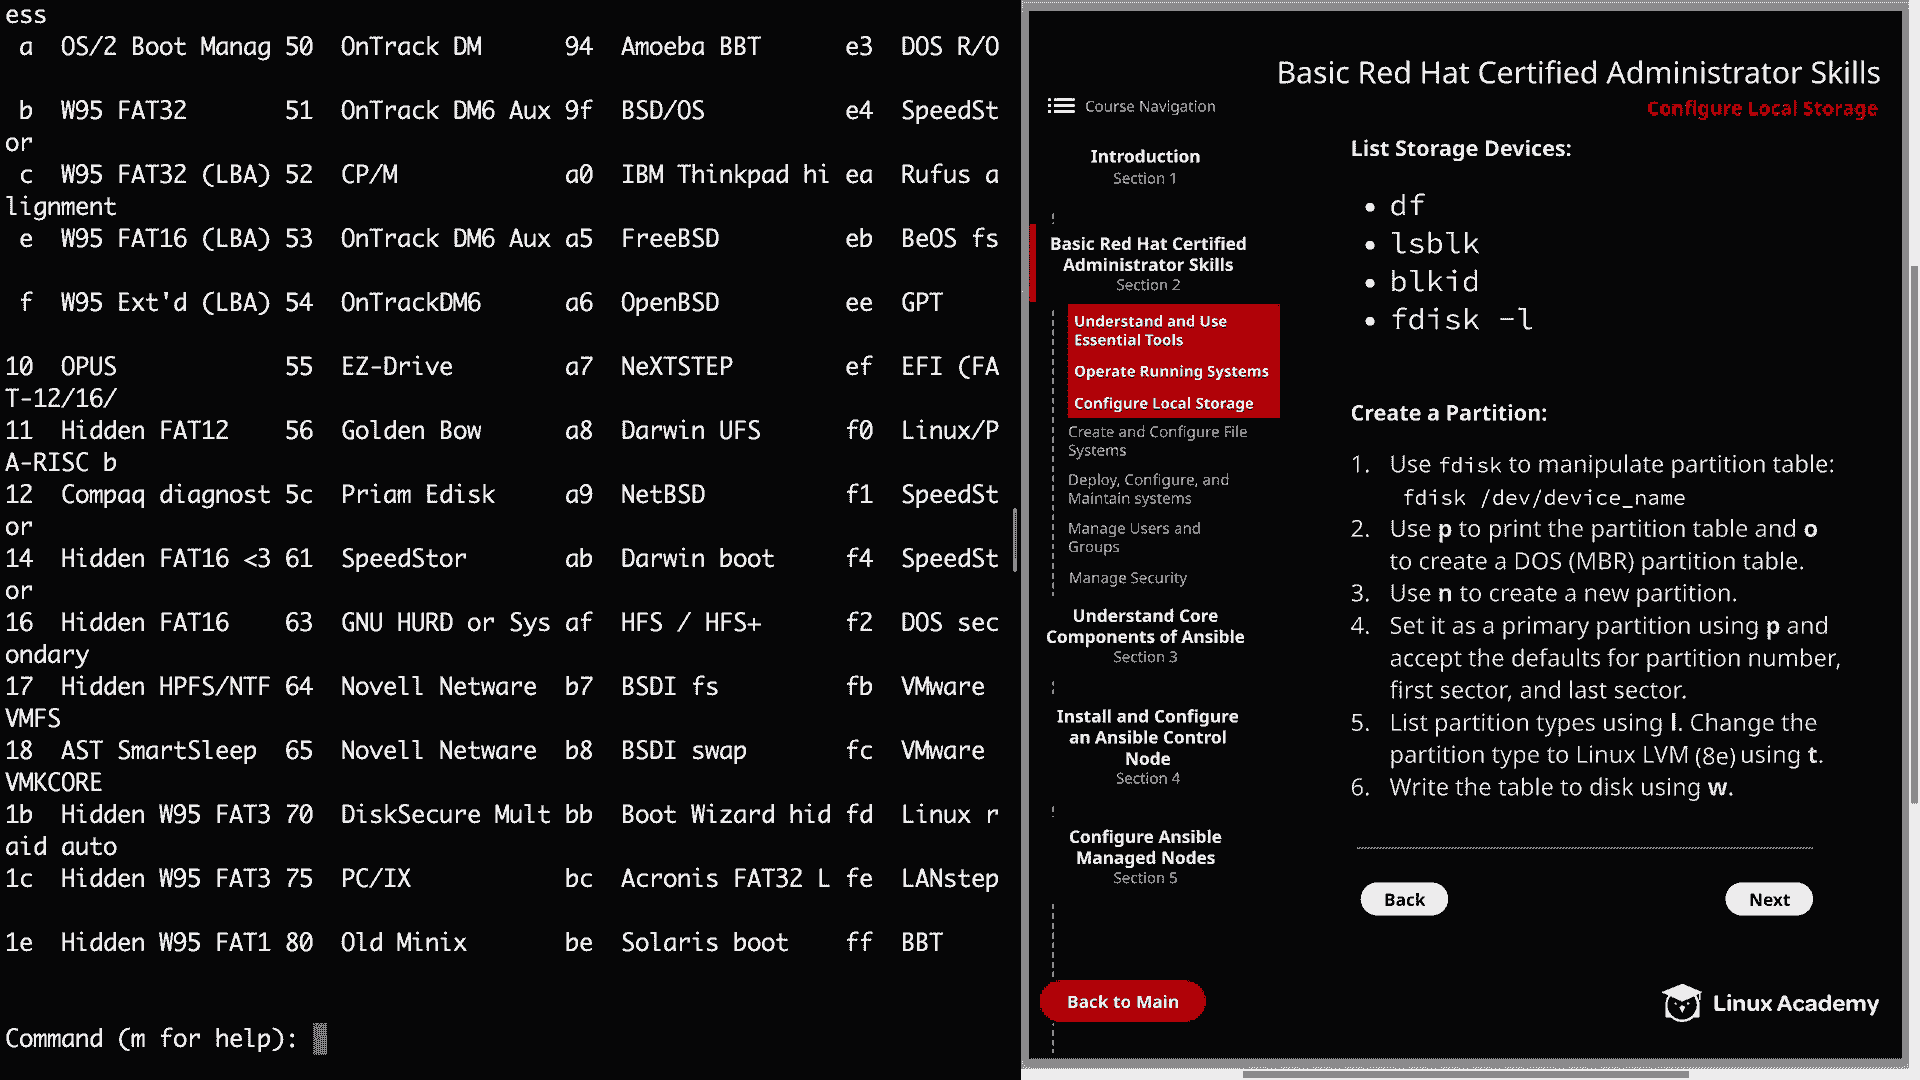 ess
a OS/2 Boot Manag 50 OnTrack DM 94 Amoeba BBT e3 DOS R/O
b W95 FAT32 51 OnTrack DM6 Aux 9f BSD/OS e4 SpeedSt
or
c W95 FAT32 (LBA) 52 CP/M a0 IBM Thinkpad hi ea Rufus a
lignment
e W95 FAT16 (LBA) 53 OnTrack DM6 Aux a5 FreeBSD eb BeOS fs
f W95 Ext'd (LBA) 54 OnTrackDM6 a6 OpenBSD ee GPT
10 OPUS 55 EZ-Drive a7 NeXTSTEP ef EFI (FA
T-12/16/
11 Hidden FAT12 56 Golden Bow a8 Darwin UFS f0 Linux/P
A-RISC b
12 Compaq diagnost 5c Priam Edisk a9 NetBSD f1 SpeedSt
or
14 Hidden FAT16 <3 61 SpeedStor ab Darwin boot f4 SpeedSt
or
16 Hidden FAT16 63 GNU HURD or Sys af HFS / HFS+ f2 DOS sec
ondary
17 Hidden HPFS/NTF 64 Novell Netware b7 BSDI fs fb VMware
VMFS
18 AST SmartSleep 65 Novell Netware b8 BSDI swap fc VMware
VMKCORE
1b Hidden W95 FAT3 70 DiskSecure Mult bb Boot Wizard hid fd Linux r
aid auto
1c Hidden W95 FAT3 75 PC/IX bc Acronis FAT32 L fe LANstep
1e Hidden W95 FAT1 80 Old Minix be Solaris boot ff BBT
Command (m for help):
Basic Red Hat Certified Administrator Skills
Configure Local Storage
Course Navigation
Introduction
Section 1
Basic Red Hat Certified
Administrator Skills
Section 2
Understand and Use
Essential Tools
Operate Running Systems
Configure Local Storage
Create and Configure File
Systems
Deploy, Configure, and
Maintain systems
Manage Users and
Groups
Manage Security
Understand Core
Components of Ansible
Section 3
Install and Configure
an Ansible Control
Node
Section 4
Configure Ansible
Managed Nodes
Section 5
Back to Main
List Storage Devices:
• df
• lsblk
• blkid
• fdisk -l
Create a Partition:
1. Use fdisk to manipulate partition table:
fdisk /dev/device_name
2. Use p to print the partition table and o
to create a DOS (MBR) partition table.
3. Use n to create a new partition.
4. Set it as a primary partition using p and
accept the defaults for partition number,
first sector, and last sector.
5. List partition types using l. Change the
partition type to Linux LVM (8e) using t.
6. Write the table to disk using w.
Back
Next
Linux Academy